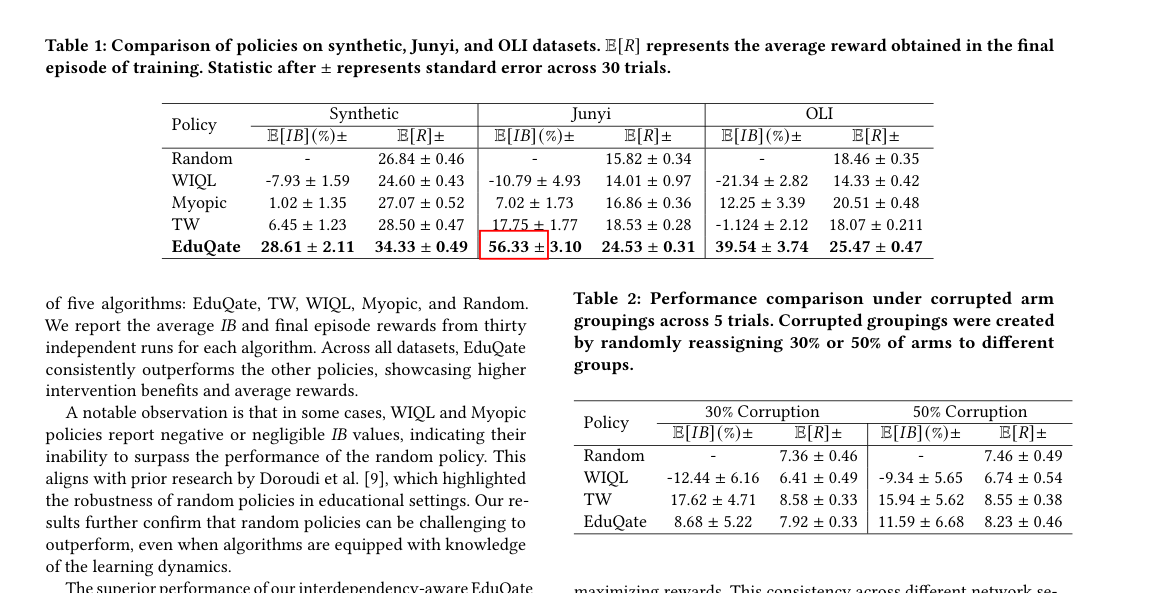 Table 1: Comparison of policies on synthetic, Junyi, and OLI datasets. 𝔼[R] represents the average reward obtained in the final
episode of training. Statistic after ± represents standard error across 30 trials.
Policy Synthetic Junyi OLI
𝔼[IB](%)± 𝔼[R]± 𝔼[IB](%)± 𝔼[R]± 𝔼[IB](%)± 𝔼[R]±
Random - 26.84 ± 0.46 - 15.82 ± 0.34 - 18.46 ± 0.35
WIQL -7.93 ± 1.59 24.60 ± 0.43 -10.79 ± 4.93 14.01 ± 0.97 -21.34 ± 2.82 14.33 ± 0.42
Myopic 1.02 ± 1.35 27.07 ± 0.52 7.02 ± 1.73 16.86 ± 0.36 12.25 ± 3.39 20.51 ± 0.48
TW 6.45 ± 1.23 28.50 ± 0.47 17.75 ± 1.77 18.53 ± 0.28 -1.124 ± 2.12 18.07 ± 0.211
EduQate 28.61 ± 2.11 34.33 ± 0.49 56.33 ± 3.10 24.53 ± 0.31 39.54 ± 3.74 25.47 ± 0.47
of five algorithms: EduQate, TW, WIQL, Myopic, and Random.
We report the average IB and final episode rewards from thirty
independent runs for each algorithm. Across all datasets, EduQate
consistently outperforms the other policies, showcasing higher
intervention benefits and average rewards.
A notable observation is that in some cases, WIQL and Myopic
policies report negative or negligible IB values, indicating their
inability to surpass the performance of the random policy. This
aligns with prior research by Doroudi et al. [9], which highlighted
the robustness of random policies in educational settings. Our re-
sults further confirm that random policies can be challenging to
outperform, even when algorithms are equipped with knowledge
of the learning dynamics.
The superior performance of our interdependency-aware EduQate
Table 2: Performance comparison under corrupted arm
groupings across 5 trials. Corrupted groupings were created
by randomly reassigning 30% or 50% of arms to different
groups.
Policy 30% Corruption 50% Corruption
𝔼[IB](%)± 𝔼[R]± 𝔼[IB](%)± 𝔼[R]±
Random - 7.36 ± 0.46 - 7.46 ± 0.49
WIQL -12.44 ± 6.16 6.41 ± 0.49 -9.34 ± 5.65 6.74 ± 0.54
TW 17.62 ± 4.71 8.58 ± 0.33 15.94 ± 5.62 8.55 ± 0.38
EduQate 8.68 ± 5.22 7.92 ± 0.33 11.59 ± 6.68 8.23 ± 0.46
maximizing rewards. This consistency across different network se-